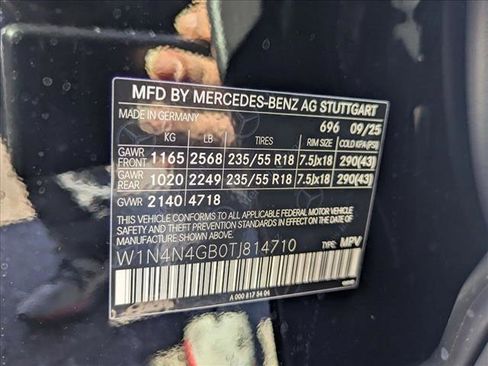 MFD BY MERCEDES-BENZ AG STUTTGART
696 09/25
KG LB TIRES RIM SIZE COLD KPA(PSI)
GAWR FRONT 1165 2568 235/55 R18 7.5Jx18 290(43)
GAWR REAR 1020 2249 235/55 R18 7.5Jx18 290(43)
GVWR 2140 4718
THIS VEHICLE CONFORMS TO ALL APPLICABLE FEDERAL MOTOR VEHICLE
SAFETY AND THEFT PREVENTION STANDARDS IN EFFECT ON THE DATE
OF MANUFACTURE SHOWN ABOVE.
W1N4N4GB0TJ814710 TYPE: MPV
A 000 817 54 04